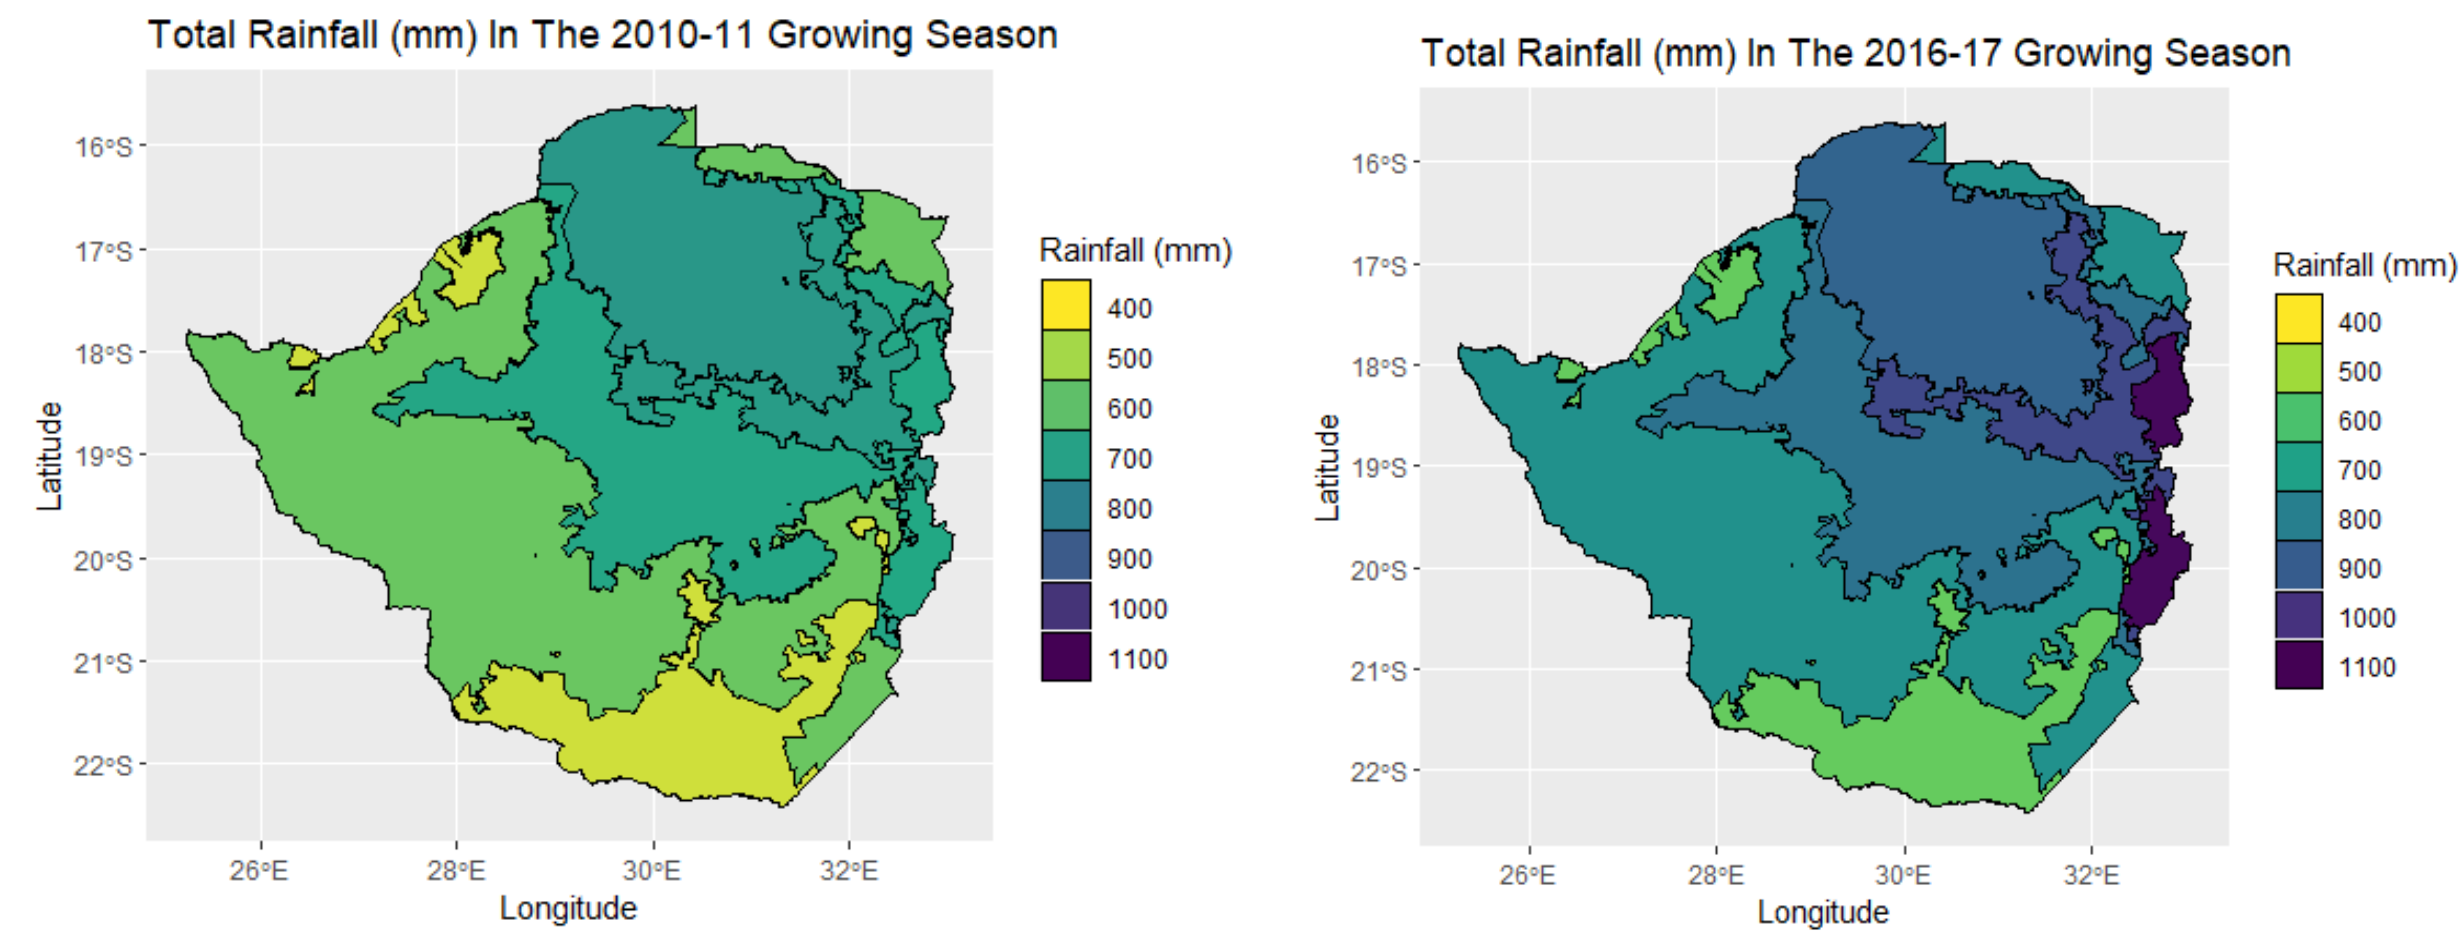 Total Rainfall (mm) In The 2010-11 Growing Season
16°S
17°S
18°S
19°S
20°S
21°S
22°S
Latitude
26°E
28°E
30°E
32°E
Longitude
Rainfall (mm)
400
500
600
700
800
900
1000
1100
Total Rainfall (mm) In The 2016-17 Growing Season
16°S
17°S
18°S
19°S
20°S
21°S
22°S
Latitude
26°E
28°E
30°E
32°E
Longitude
Rainfall (mm)
400
500
600
700
800
900
1000
1100